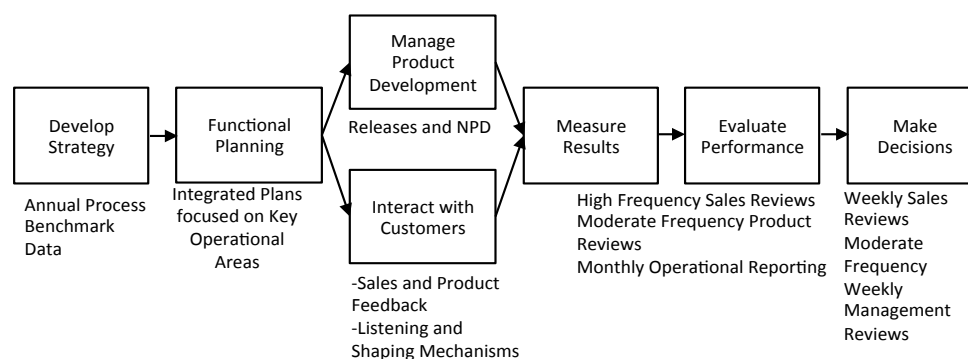 Develop
Strategy
Annual Process
Benchmark
Data
Functional
Planning
Integrated Plans
focused on Key
Operational
Areas
Manage
Product
Development
Releases and NPD
Interact with
Customers
-Sales and Product
Feedback
-Listening and
Shaping Mechanisms
Measure
Results
Evaluate
Performance
High Frequency Sales Reviews
Moderate Frequency Product
Reviews
Monthly Operational Reporting
Make
Decisions
Weekly Sales
Reviews
Moderate
Frequency
Weekly
Management
Reviews